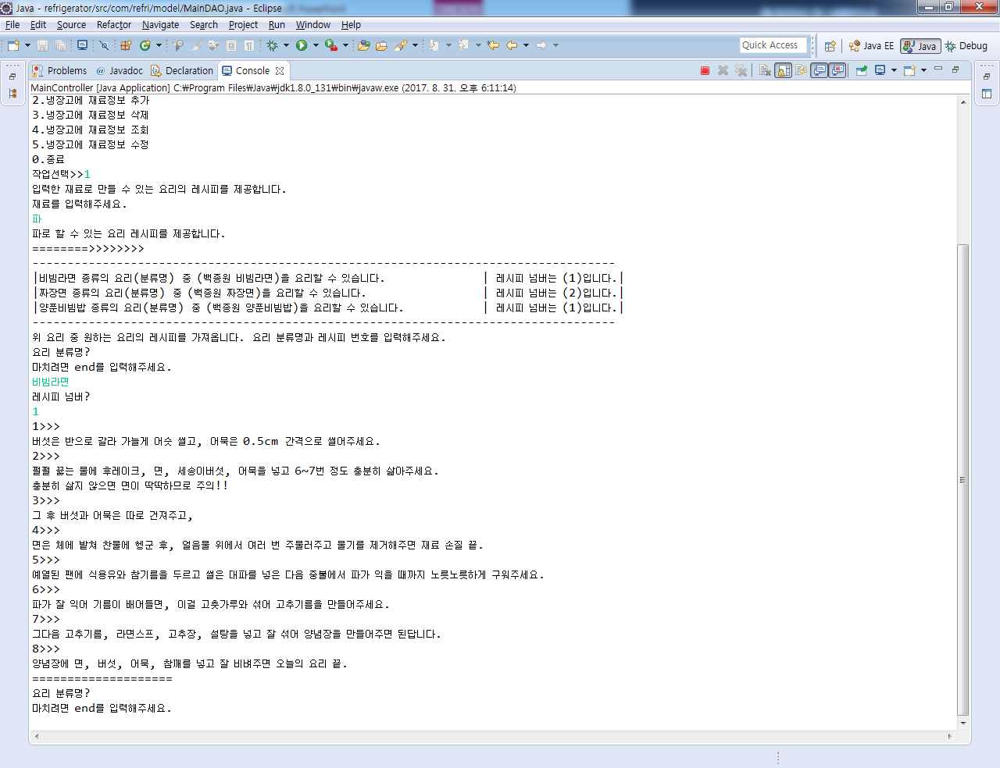 Java - refrigerator/src/com/refri/model/MainDAO.java - Eclipse
File Edit Source Refactor Navigate Search Project Run Window Help
Quick Access Java EE Java Debug
Problems @ Javadoc Declaration Console
MainController [Java Application] C:₩Program Files₩Java₩jdk1.8.0_131₩bin₩javaw.exe (2017. 8. 31. 오후 6:11:14)
2.냉장고에 재료정보 추가
3.냉장고에 재료정보 삭제
4.냉장고에 재료정보 조회
5.냉장고에 재료정보 수정
0.종료
작업선택>>1
입력한 재료로 만들 수 있는 요리의 레시피를 제공합니다.
재료를 입력해주세요.
파
파로 할 수 있는 요리 레시피를 제공합니다.
========>>>>>>>>
-----------------------------------------------------------------------------------
|비빔라면 종류의 요리(분류명) 중 (백종원 비빔라면)을 요리할 수 있습니다. | 레시피 넘버는 (1)입니다.|
|짜장면 종류의 요리(분류명) 중 (백종원 짜장면)을 요리할 수 있습니다. | 레시피 넘버는 (2)입니다.|
|양푼비빔밥 종류의 요리(분류명) 중 (백종원 양푼비빔밥)을 요리할 수 있습니다. | 레시피 넘버는 (1)입니다.|
-----------------------------------------------------------------------------------
위 요리 중 원하는 요리의 레시피를 가져옵니다. 요리 분류명과 레시피 번호를 입력해주세요.
요리 분류명?
마치려면 end를 입력해주세요.
비빔라면
레시피 넘버?
1
1>>>
버섯은 반으로 갈라 가늘게 어슷 썰고, 어묵은 0.5cm 간격으로 썰어주세요.
2>>>
펄펄 끓는 물에 후레이크, 면, 세송이버섯, 어묵을 넣고 6~7번 정도 충분히 삶아주세요.
충분히 삶지 않으면 면이 딱딱하므로 주의!!
3>>>
그 후 버섯과 어묵은 따로 건져주고,
4>>>
면은 체에 밭쳐 찬물에 헹군 후, 얼음물 위에서 여러 번 주물러주고 물기를 제거해주면 재료 손질 끝.
5>>>
예열된 팬에 식용유와 참기름을 두르고 썰은 대파를 넣은 다음 중불에서 파가 익을 때까지 노릇노릇하게 구워주세요.
6>>>
파가 잘 익어 기름이 배어들면, 이걸 고춧가루와 섞어 고추기름을 만들어주세요.
7>>>
그다음 고추기름, 라면스프, 고추장, 설탕을 넣고 잘 섞어 양념장을 만들어주면 된답니다.
8>>>
양념장에 면, 버섯, 어묵, 참깨를 넣고 잘 비벼주면 오늘의 요리 끝.
====================
요리 분류명?
마치려면 end를 입력해주세요.